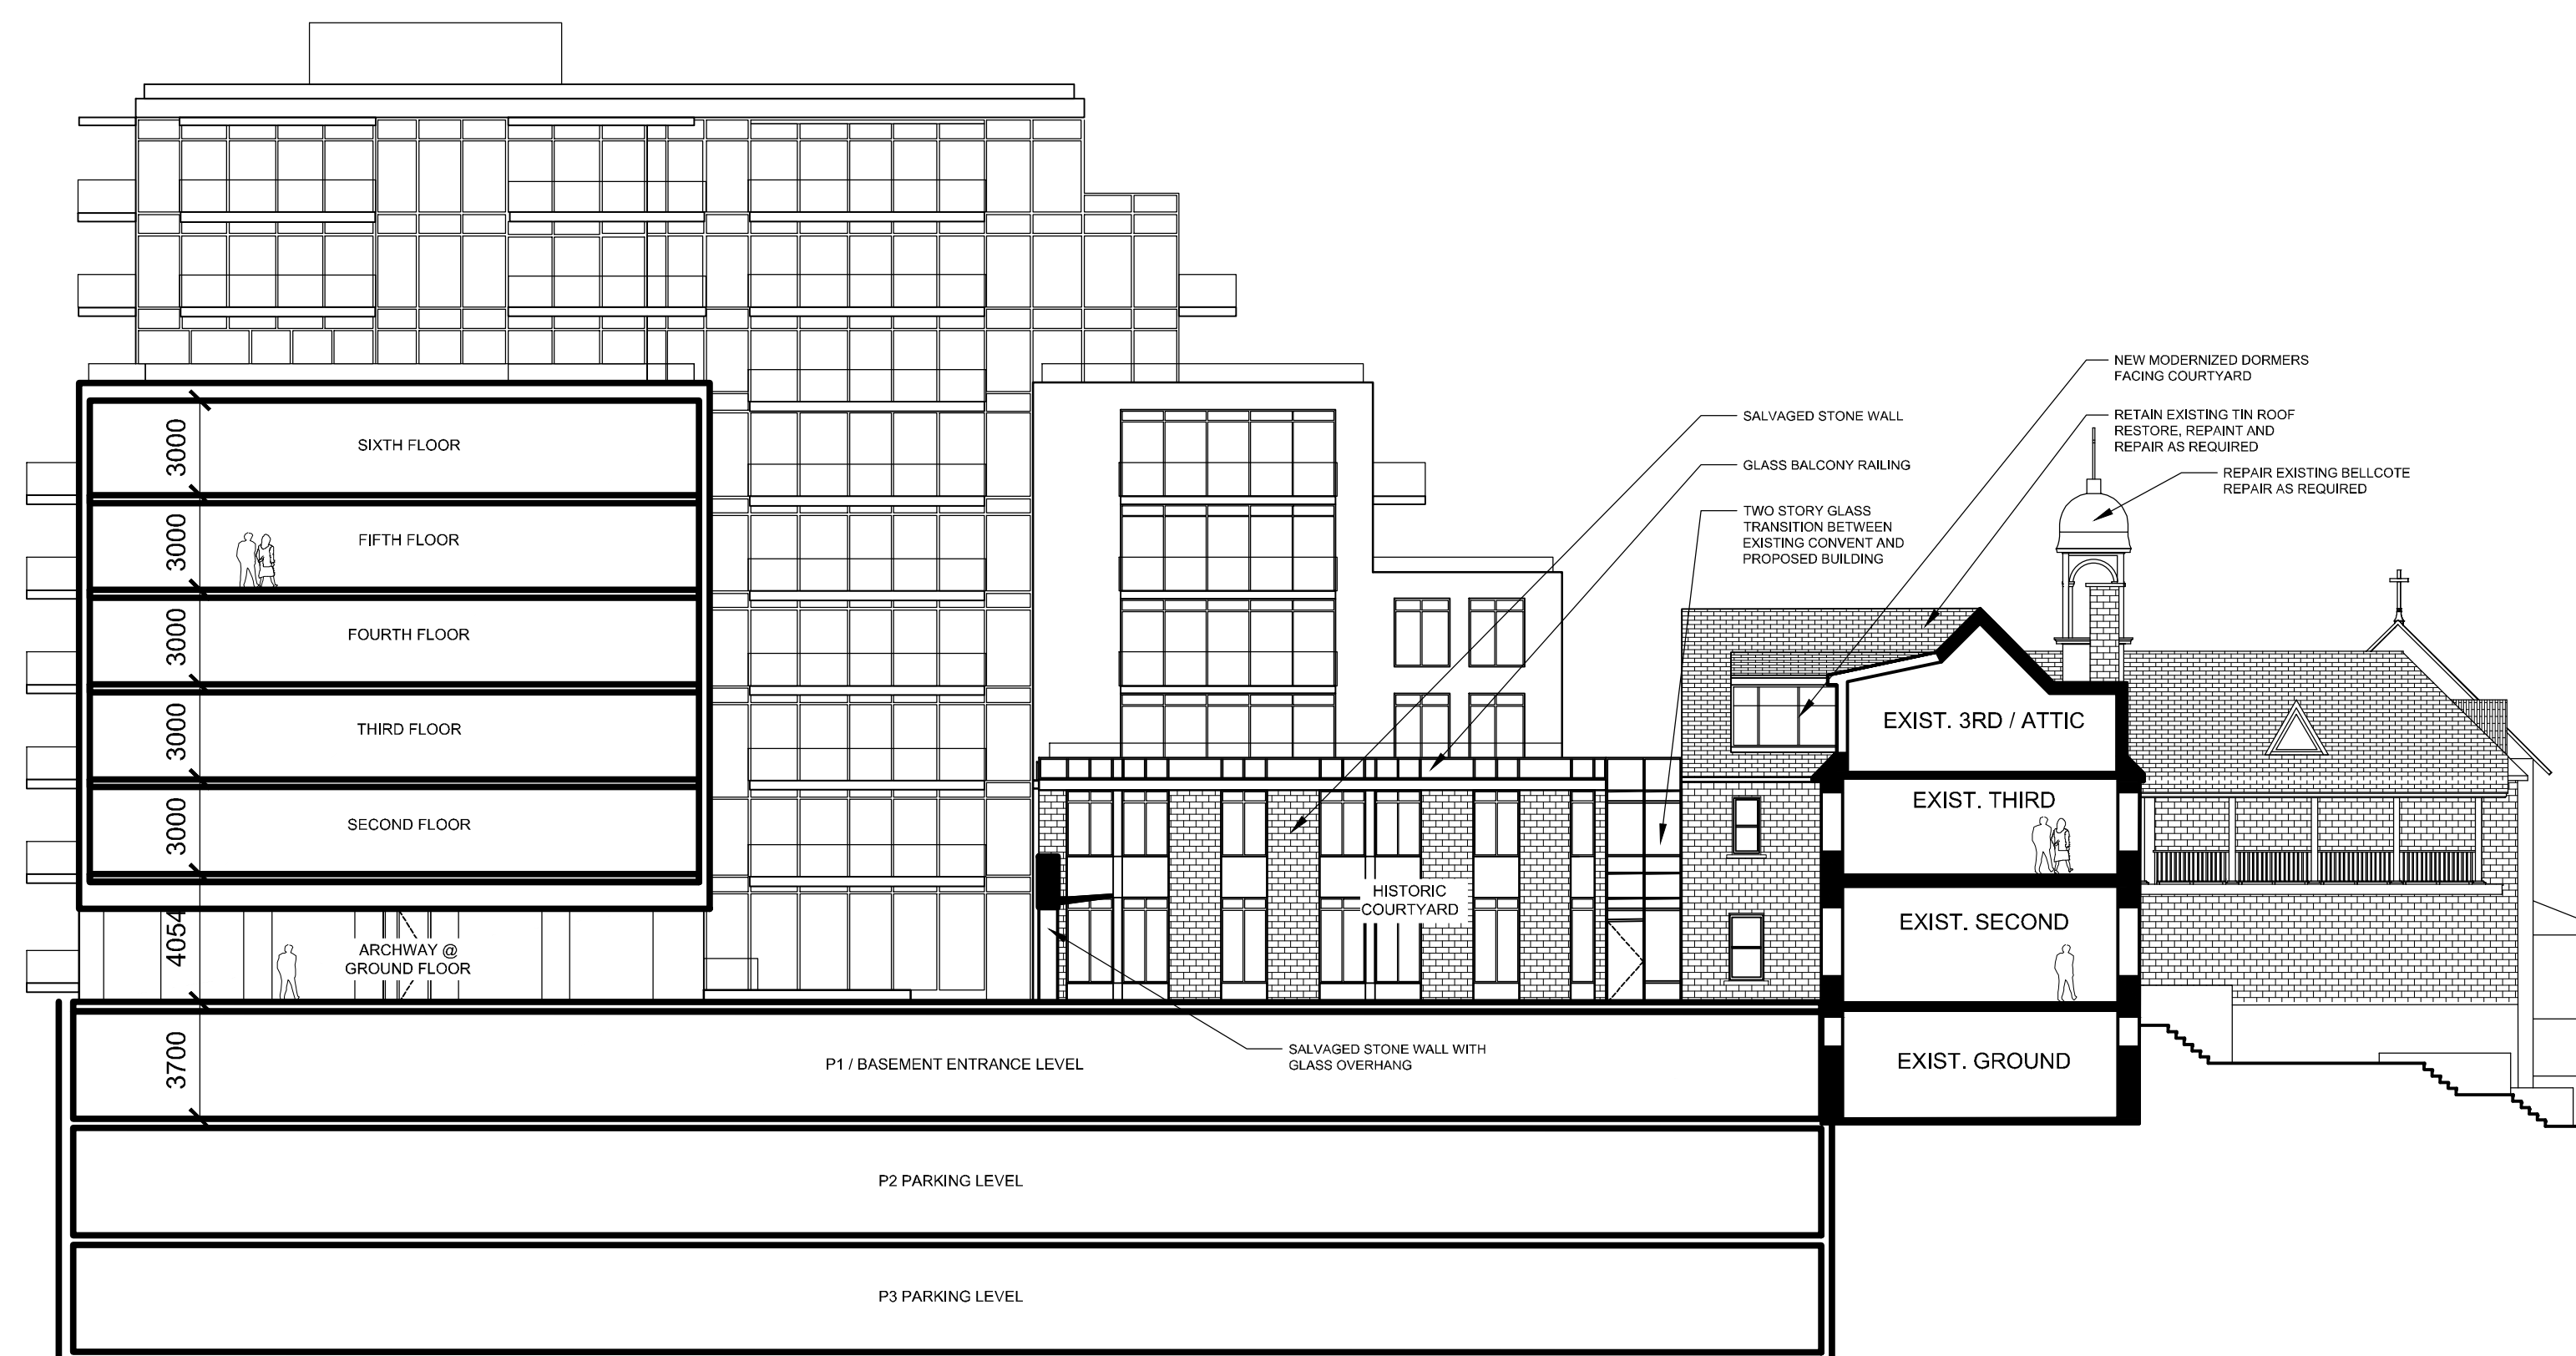 NEW MODERNIZED DORMERS
FACING COURTYARD
SALVAGED STONE WALL
RETAIN EXISTING TIN ROOF
RESTORE, REPAINT AND
REPAIR AS REQUIRED
GLASS BALCONY RAILING
REPAIR EXISTING BELLCOTE
REPAIR AS REQUIRED
TWO STORY GLASS
TRANSITION BETWEEN
EXISTING CONVENT AND
PROPOSED BUILDING
3000
SIXTH FLOOR
3000
FIFTH FLOOR
3000
FOURTH FLOOR
3000
THIRD FLOOR
3000
SECOND FLOOR
4054
ARCHWAY @
GROUND FLOOR
3700
P1 / BASEMENT ENTRANCE LEVEL
P2 PARKING LEVEL
P3 PARKING LEVEL
HISTORIC
COURTYARD
SALVAGED STONE WALL WITH
GLASS OVERHANG
EXIST. 3RD / ATTIC
EXIST. THIRD
EXIST. SECOND
EXIST. GROUND